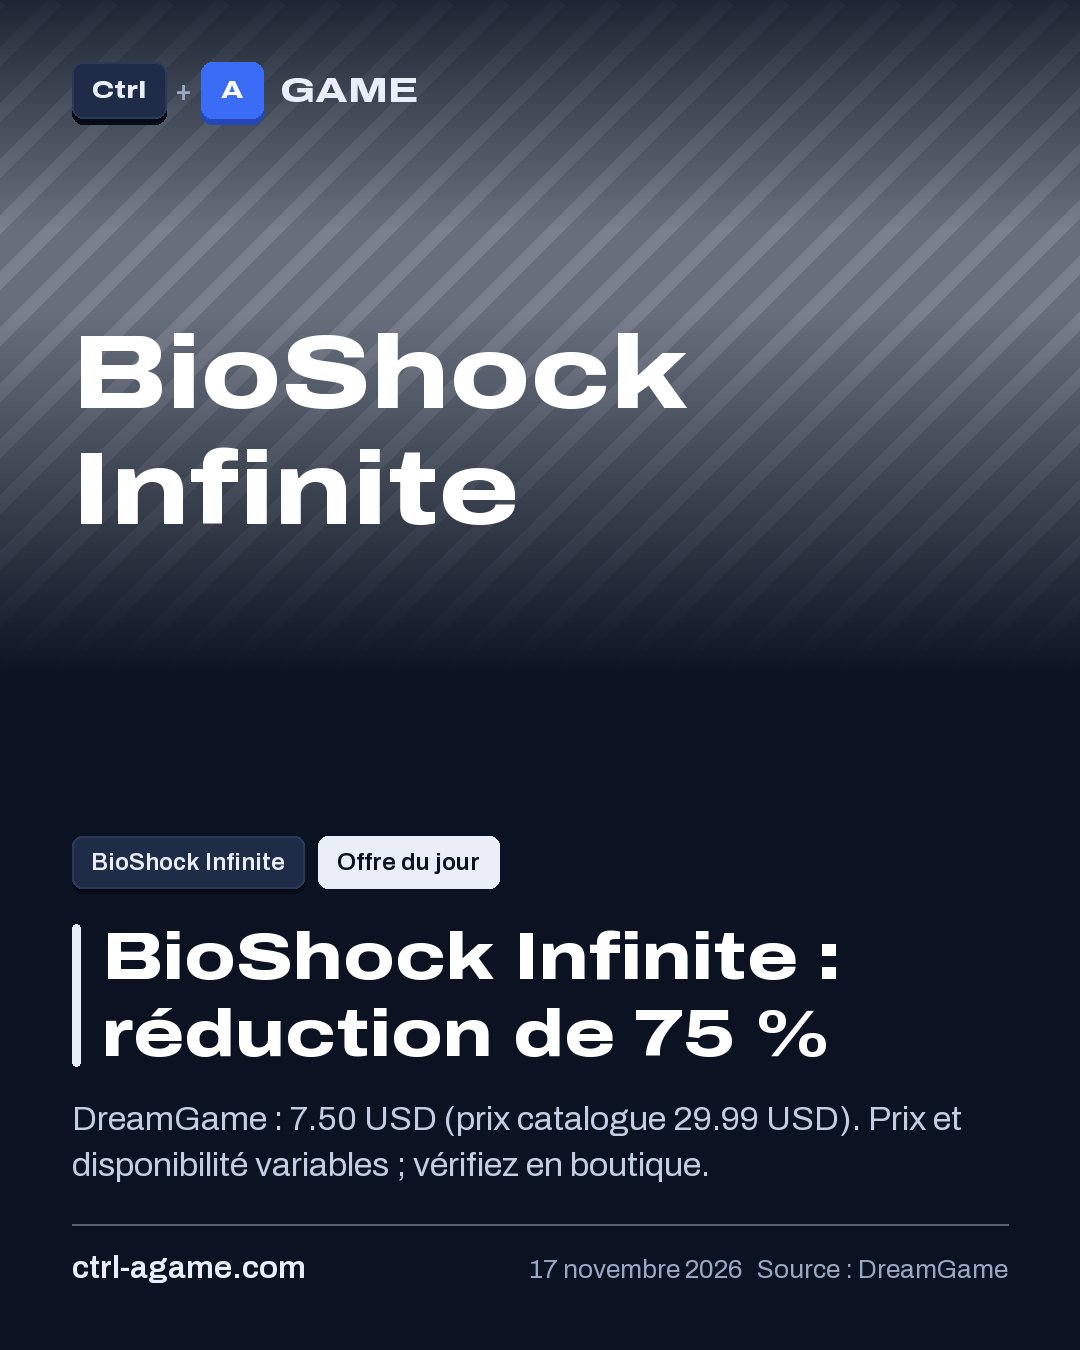 Ctrl + A GAME
BioShock
Infinite
BioShock Infinite Offre du jour
BioShock Infinite :
réduction de 75 %
DreamGame : 7.50 USD (prix catalogue 29.99 USD). Prix et
disponibilité variables ; vérifiez en boutique.
ctrl-agame.com 17 novembre 2026 Source : DreamGame